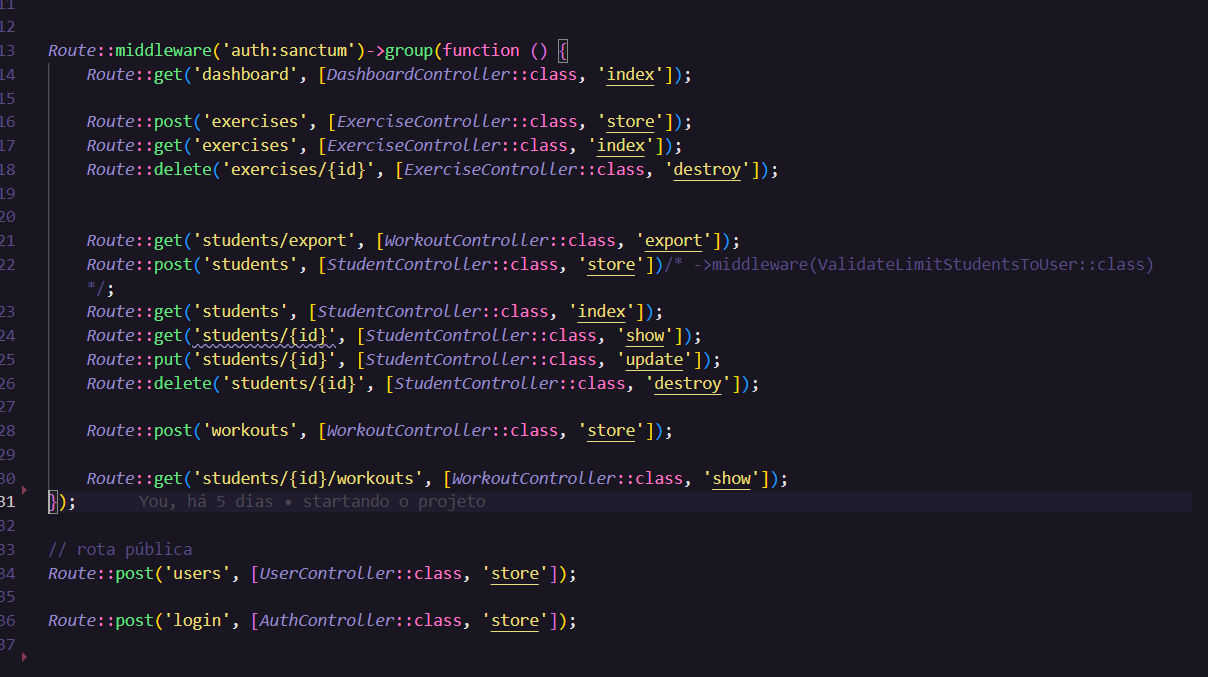 11
12
13 Route::middleware('auth:sanctum')->group(function () {
14     Route::get('dashboard', [DashboardController::class, 'index']);
15
16     Route::post('exercises', [ExerciseController::class, 'store']);
17     Route::get('exercises', [ExerciseController::class, 'index']);
18     Route::delete('exercises/{id}', [ExerciseController::class, 'destroy']);
19
20
21     Route::get('students/export', [WorkoutController::class, 'export']);
22     Route::post('students', [StudentController::class, 'store'])/* ->middleware(ValidateLimitStudentsToUser::class)
    */;
23     Route::get('students', [StudentController::class, 'index']);
24     Route::get('students/{id}', [StudentController::class, 'show']);
25     Route::put('students/{id}', [StudentController::class, 'update']);
26     Route::delete('students/{id}', [StudentController::class, 'destroy']);
27
28     Route::post('workouts', [WorkoutController::class, 'store']);
29
30     Route::get('students/{id}/workouts', [WorkoutController::class, 'show']);
31 });     You, há 5 dias • startando o projeto
32
33 // rota pública
34 Route::post('users', [UserController::class, 'store']);
35
36 Route::post('login', [AuthController::class, 'store']);
37